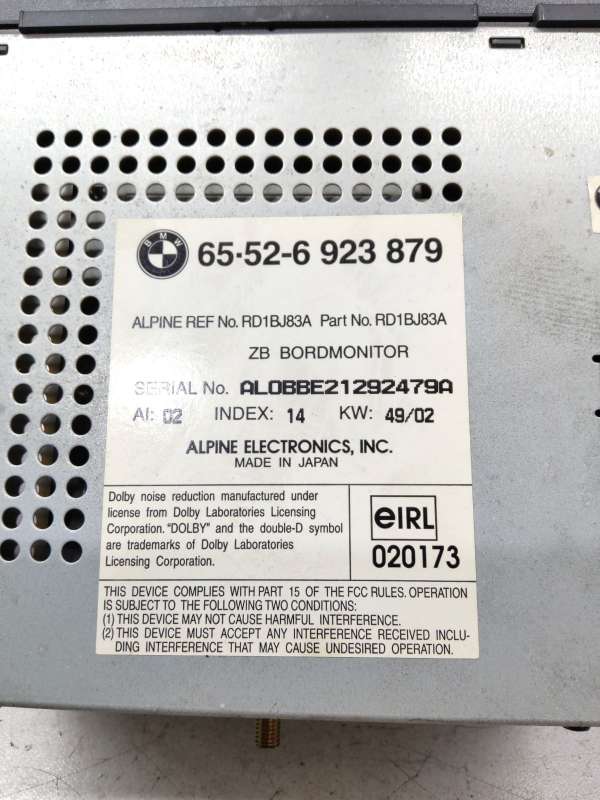 BMW
65·52-6 923 879
ALPINE REF No. RD1BJ83A Part No. RD1BJ83A
ZB BORDMONITOR
SERIAL No. ALOBBE21292479A
AI: 02 INDEX: 14 KW: 49/02
ALPINE ELECTRONICS, INC.
MADE IN JAPAN
Dolby noise reduction manufactured under
license from Dolby Laboratories Licensing
Corporation. "DOLBY" and the double-D symbol
are trademarks of Dolby Laboratories
Licensing Corporation.
eIRL
020173
THIS DEVICE COMPLIES WITH PART 15 OF THE FCC RULES. OPERATION
IS SUBJECT TO THE FOLLOWING TWO CONDITIONS:
(1) THIS DEVICE MAY NOT CAUSE HARMFUL INTERFERENCE.
(2) THIS DEVICE MUST ACCEPT ANY INTERFERENCE RECEIVED INCLU-
DING INTERFERENCE THAT MAY CAUSE UNDESIRED OPERATION.